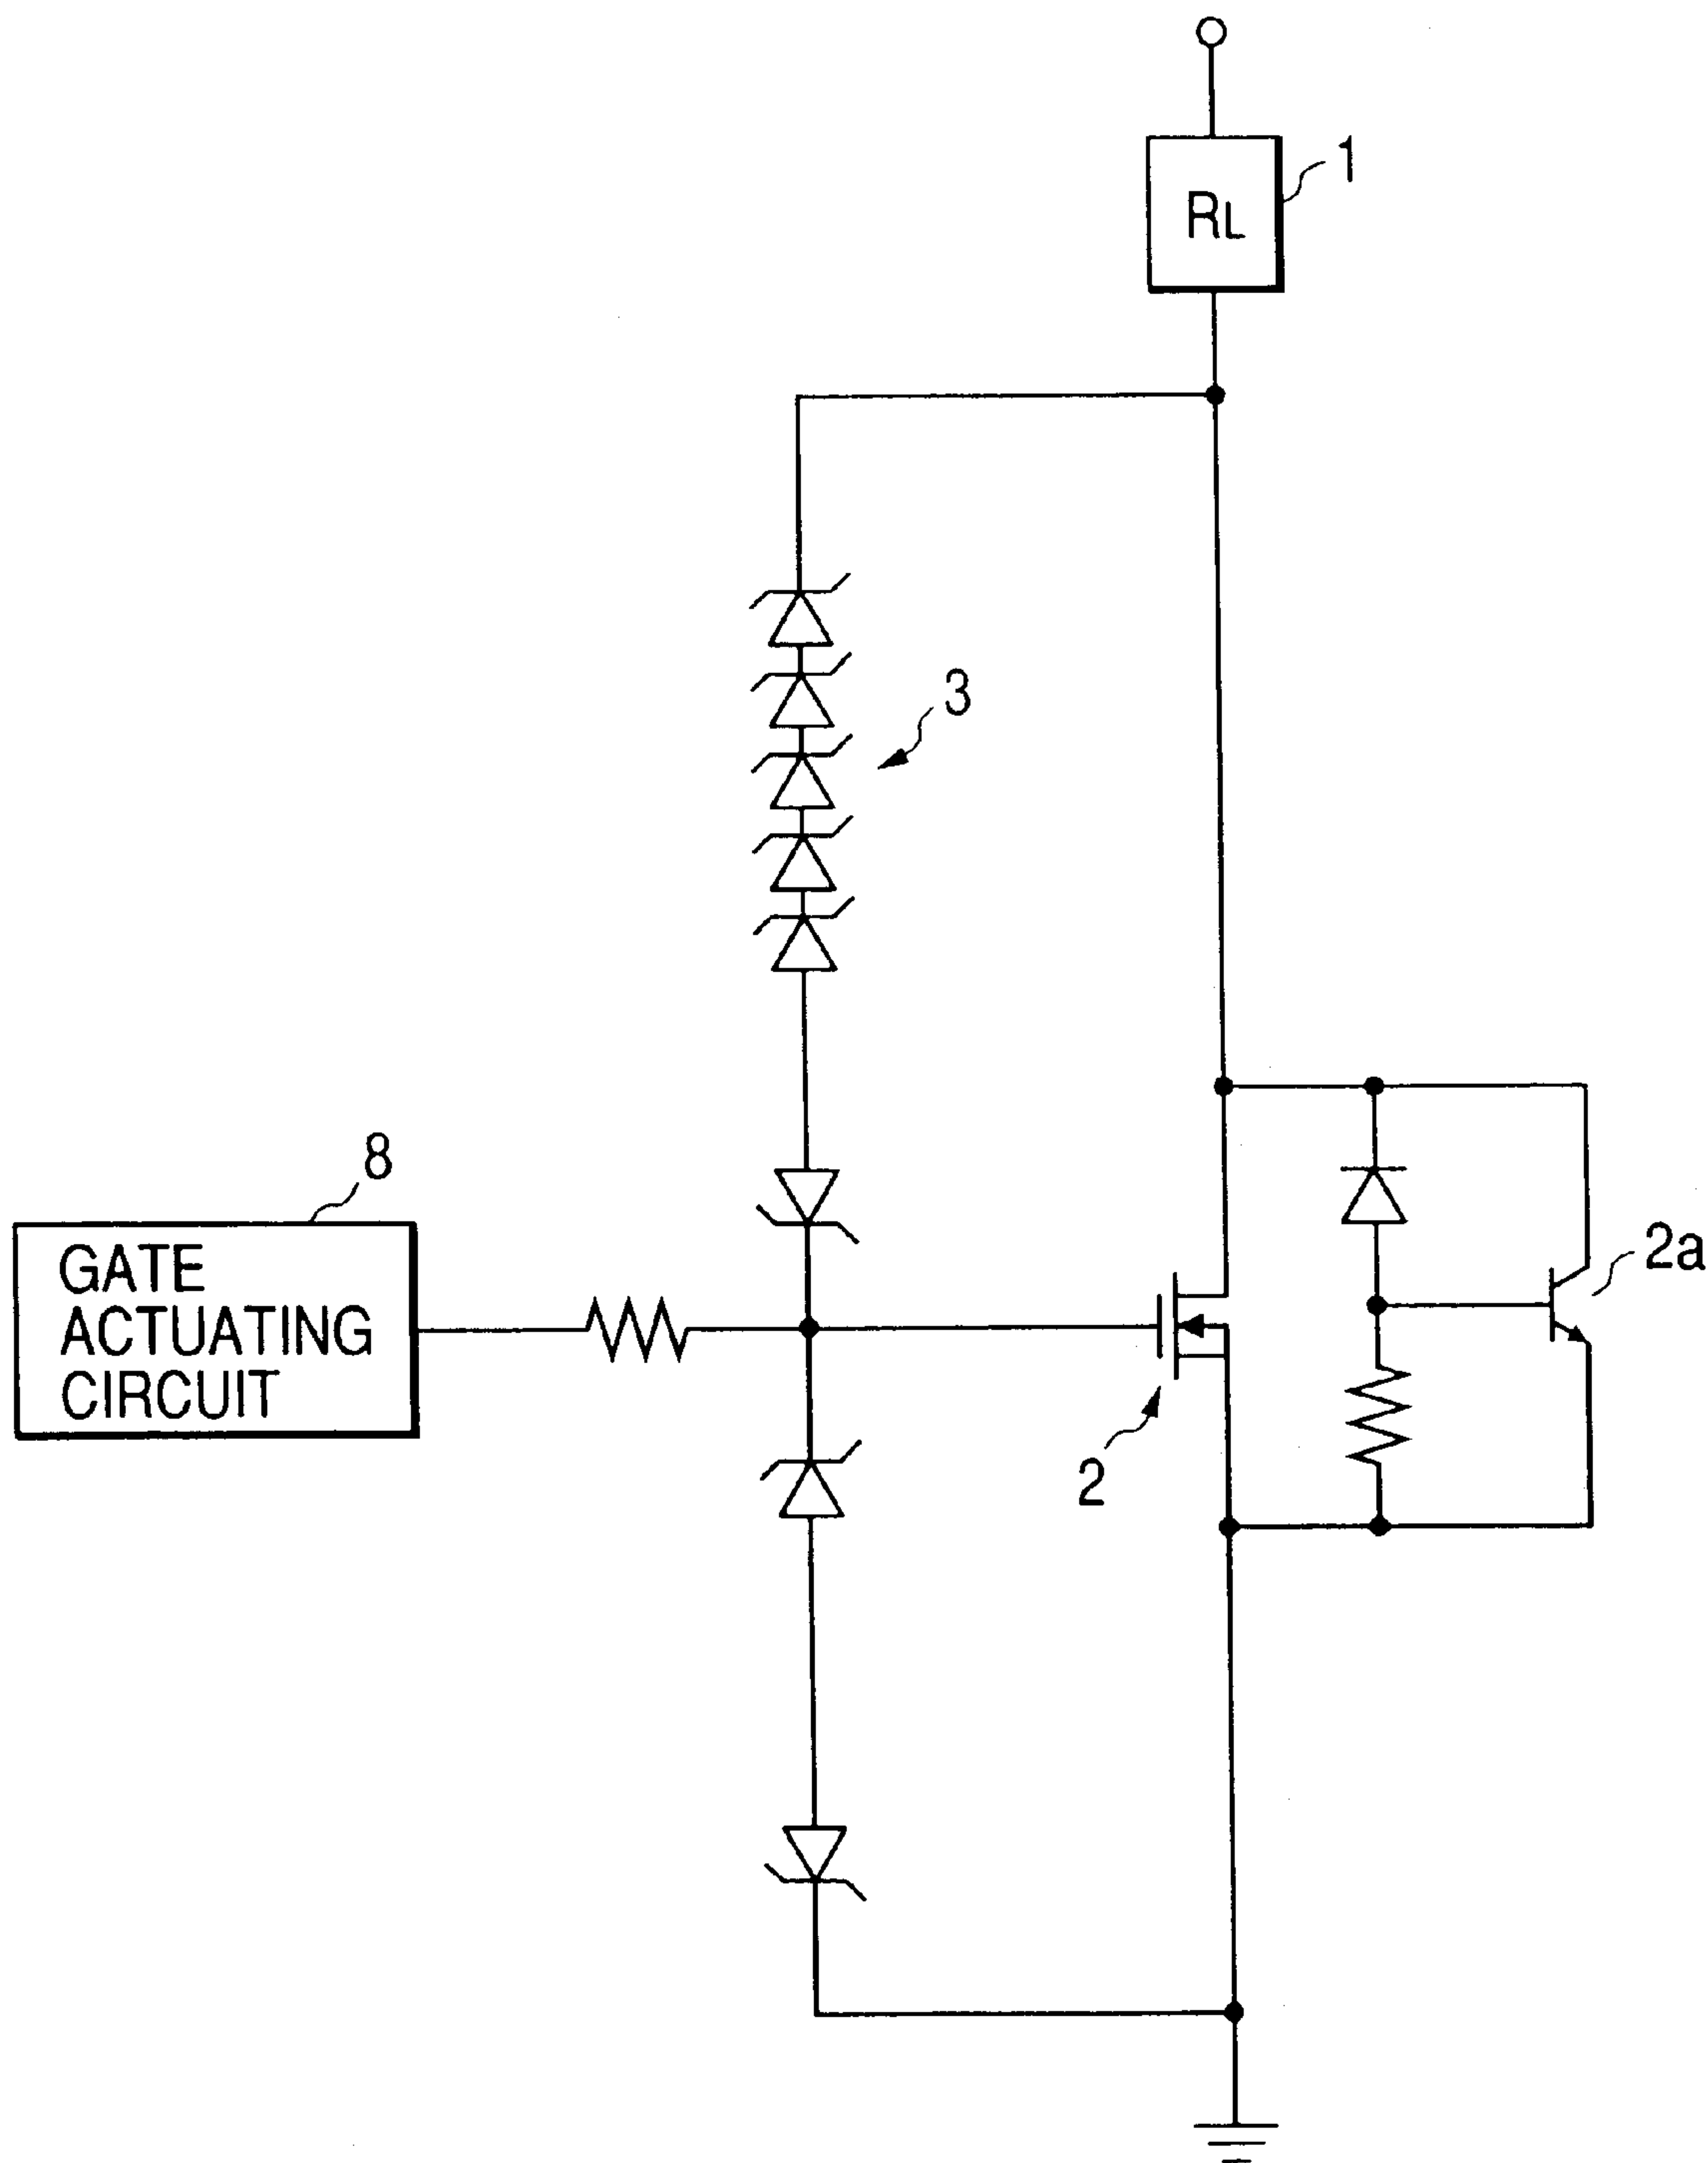 1
RL
3
8
GATE
ACTUATING
CIRCUIT
2a
2